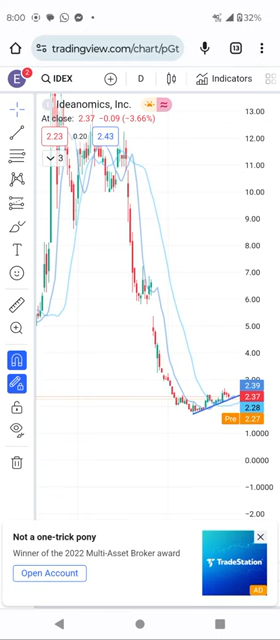 8:00
32%
tradingview.com/chart/pGt
13
E
2
IDEX
D
Indicators
Ideanomics, Inc.
At close: 2.37 −0.09 (−3.66%)
2.23
0.20
2.43
3
13.00
12.00
11.00
10.00
9.00
8.00
7.00
6.00
5.00
4.00
2.39
2.37
2.28
Pre
2.27
1.0000
0.0000
−1.00
−2.00
T
Not a one-trick pony
Winner of the 2022 Multi-Asset Broker award
Open Account
TradeStation
AD